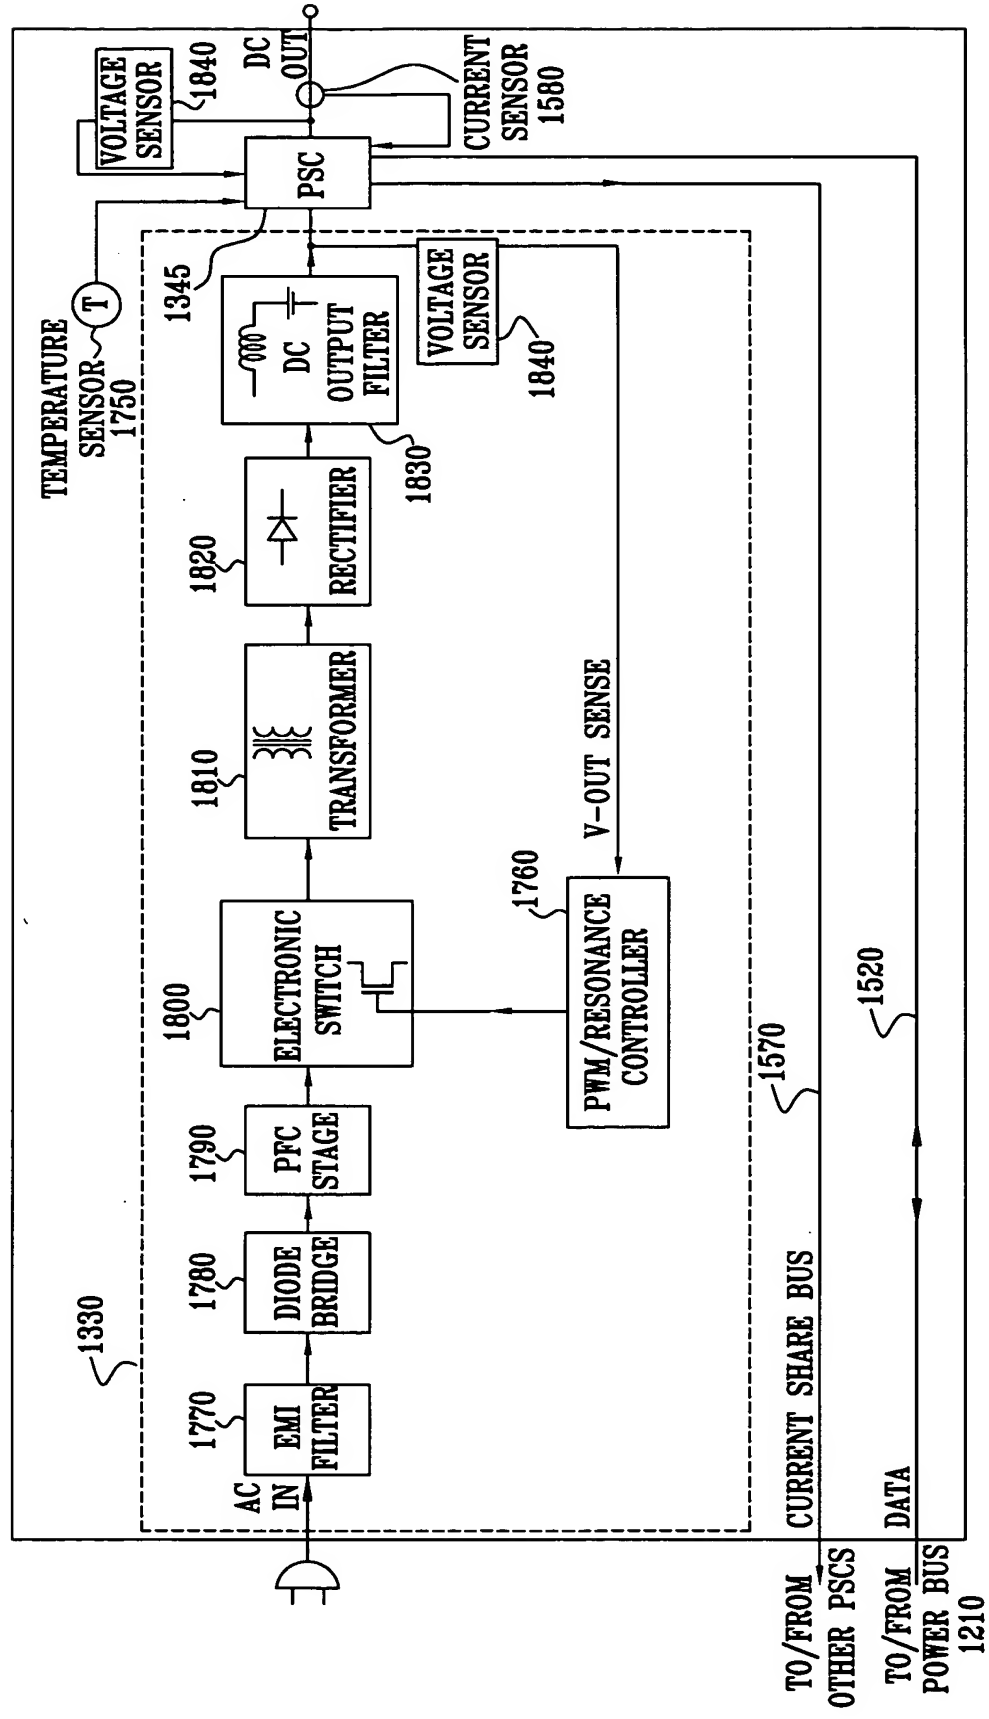 1330
AC
IN
1770
EMI
FILTER
1780
DIODE
BRIDGE
1790
PFC
STAGE
1800
ELECTRONIC
SWITCH
1810
TRANSFORMER
1820
RECTIFIER
1830
DC
OUTPUT
FILTER
TEMPERATURE
SENSOR
1750
T
1345
PSC
VOLTAGE
SENSOR
1840
DC
OUT
CURRENT
SENSOR
1580
VOLTAGE
SENSOR
1840
V-OUT SENSE
1760
PWM/RESONANCE
CONTROLLER
1570
CURRENT SHARE BUS
TO/FROM
OTHER PSCS
1520
DATA
TO/FROM
POWER BUS
1210